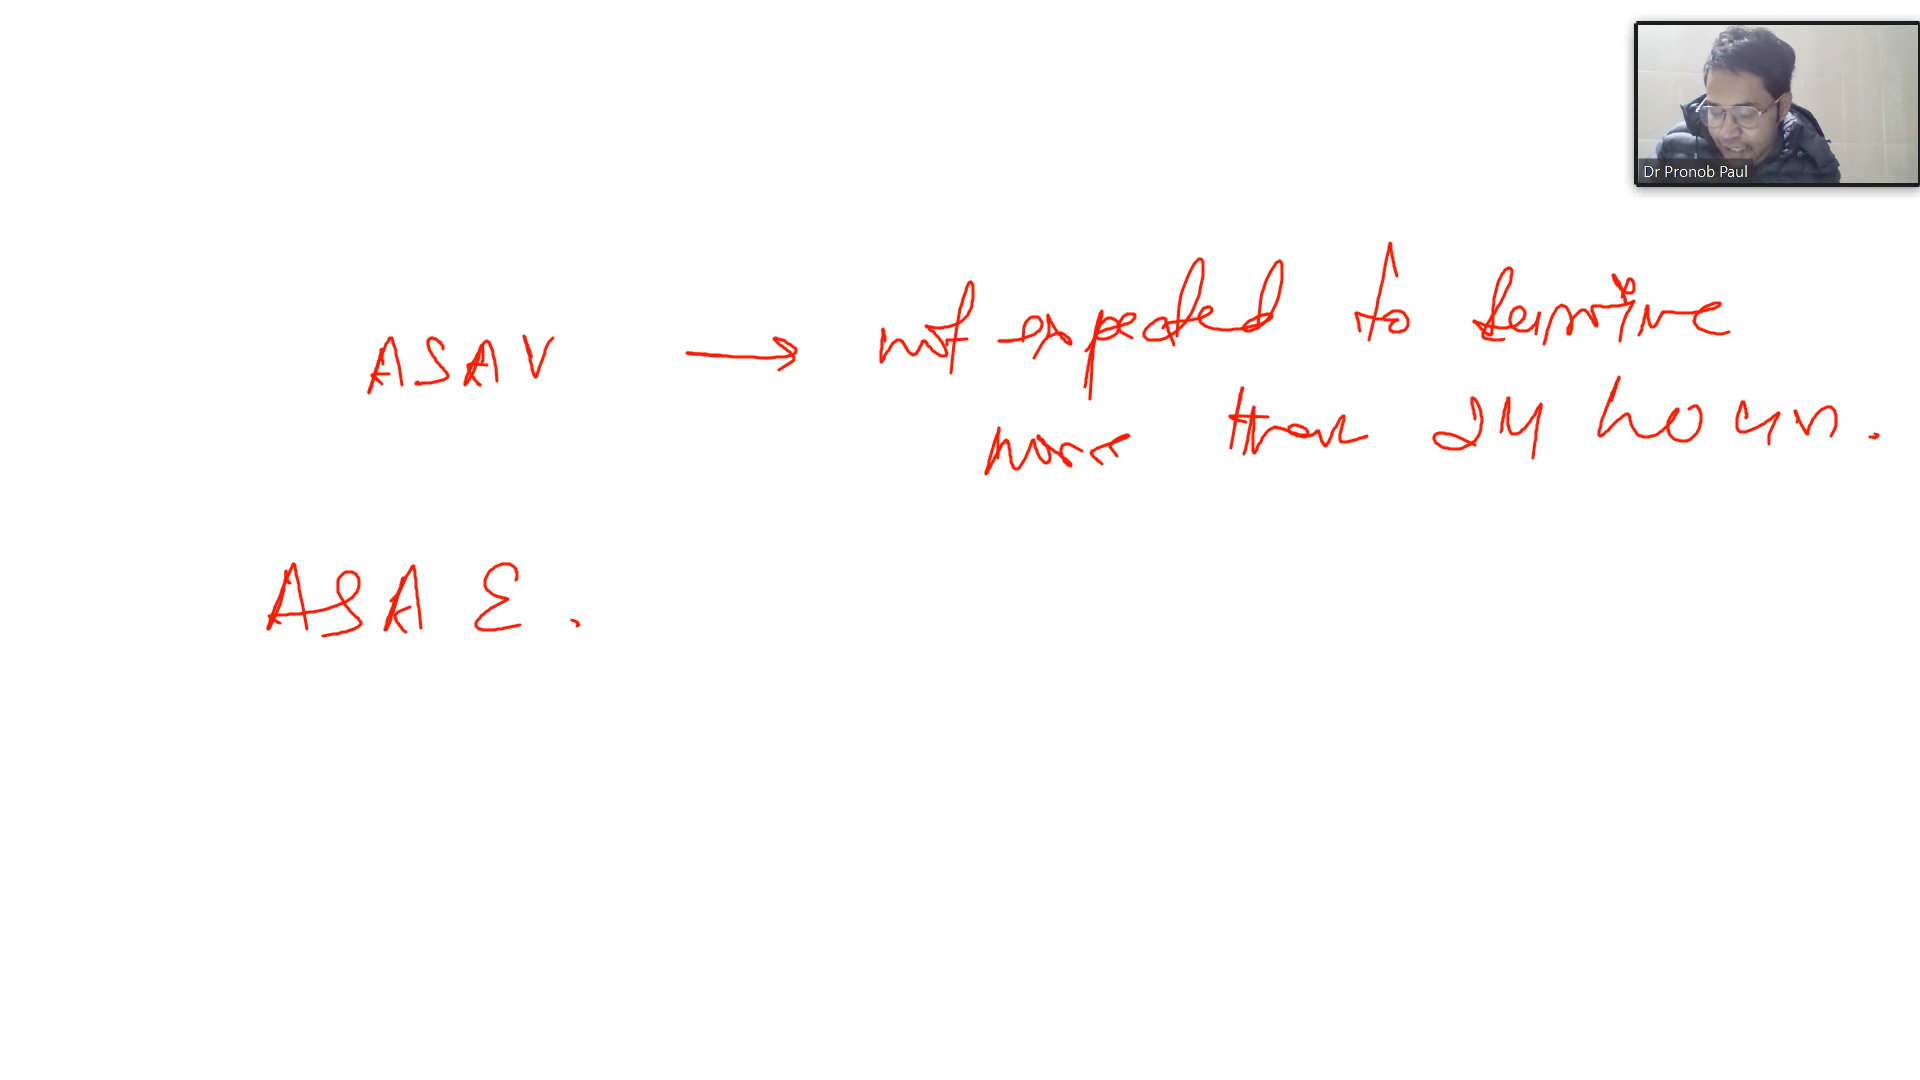 Dr Pronob Paul
ASA V → not expected to survive
more than 24 hours.
ASA E.